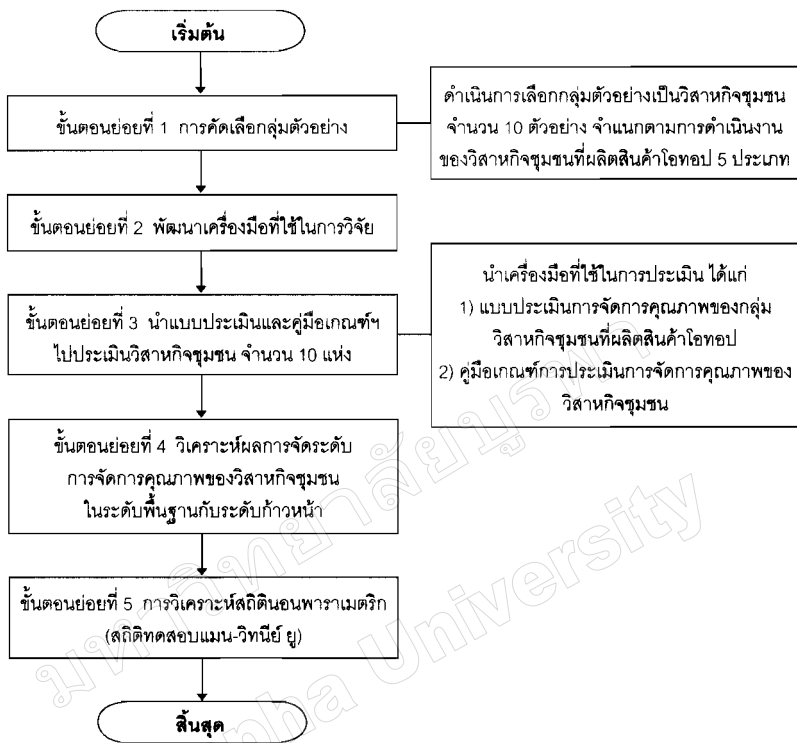 เริ่มต้น
ขั้นตอนย่อยที่ 1 การคัดเลือกลุ่มตัวอย่าง
ดำเนินการเลือกกลุ่มตัวอย่างเป็นวิสาหกิจชุมชน
จำนวน 10 ตัวอย่าง จำแนกตามการดำเนินงาน
ของวิสาหกิจชุมชนที่ผลิตสินค้าโอทอป 5 ประเภท
ขั้นตอนย่อยที่ 2 พัฒนาเครื่องมือที่ใช้ในการวิจัย
ขั้นตอนย่อยที่ 3 นำแบบประเมินและคู่มือเกณฑ์ฯ
ไปประเมินวิสาหกิจชุมชน จำนวน 10 แห่ง
นำเครื่องมือที่ใช้ในการประเมิน ได้แก่
1) แบบประเมินการจัดการคุณภาพของกลุ่ม
วิสาหกิจชุมชนที่ผลิตสินค้าโอทอป
2) คู่มือเกณฑ์การประเมินการจัดการคุณภาพของ
วิสาหกิจชุมชน
ขั้นตอนย่อยที่ 4 วิเคราะห์ผลการจัดระดับ
การจัดการคุณภาพของวิสาหกิจชุมชน
ในระดับพื้นฐานกับระดับก้าวหน้า
ขั้นตอนย่อยที่ 5 การวิเคราะห์สถิตินอนพาราเมตริก
(สถิติทดสอบแมน-วิทนีย์ ยู)
สิ้นสุด
มหาวิทยาลัยบูรพา
University